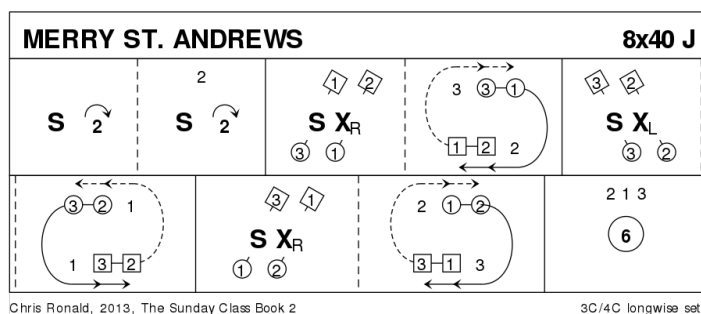 MERRY ST. ANDREWS 8x40 J
S 2
2
S 2
1 2
S XR
3 1
3 3 1
1 2 2
3 2
S XL
3 2
3 2 1
1 3 2
3 1
S XR
1 2
2 1 2
3 1 3
2 1 3
6
Chris Ronald, 2013, The Sunday Class Book 2 3C/4C longwise set